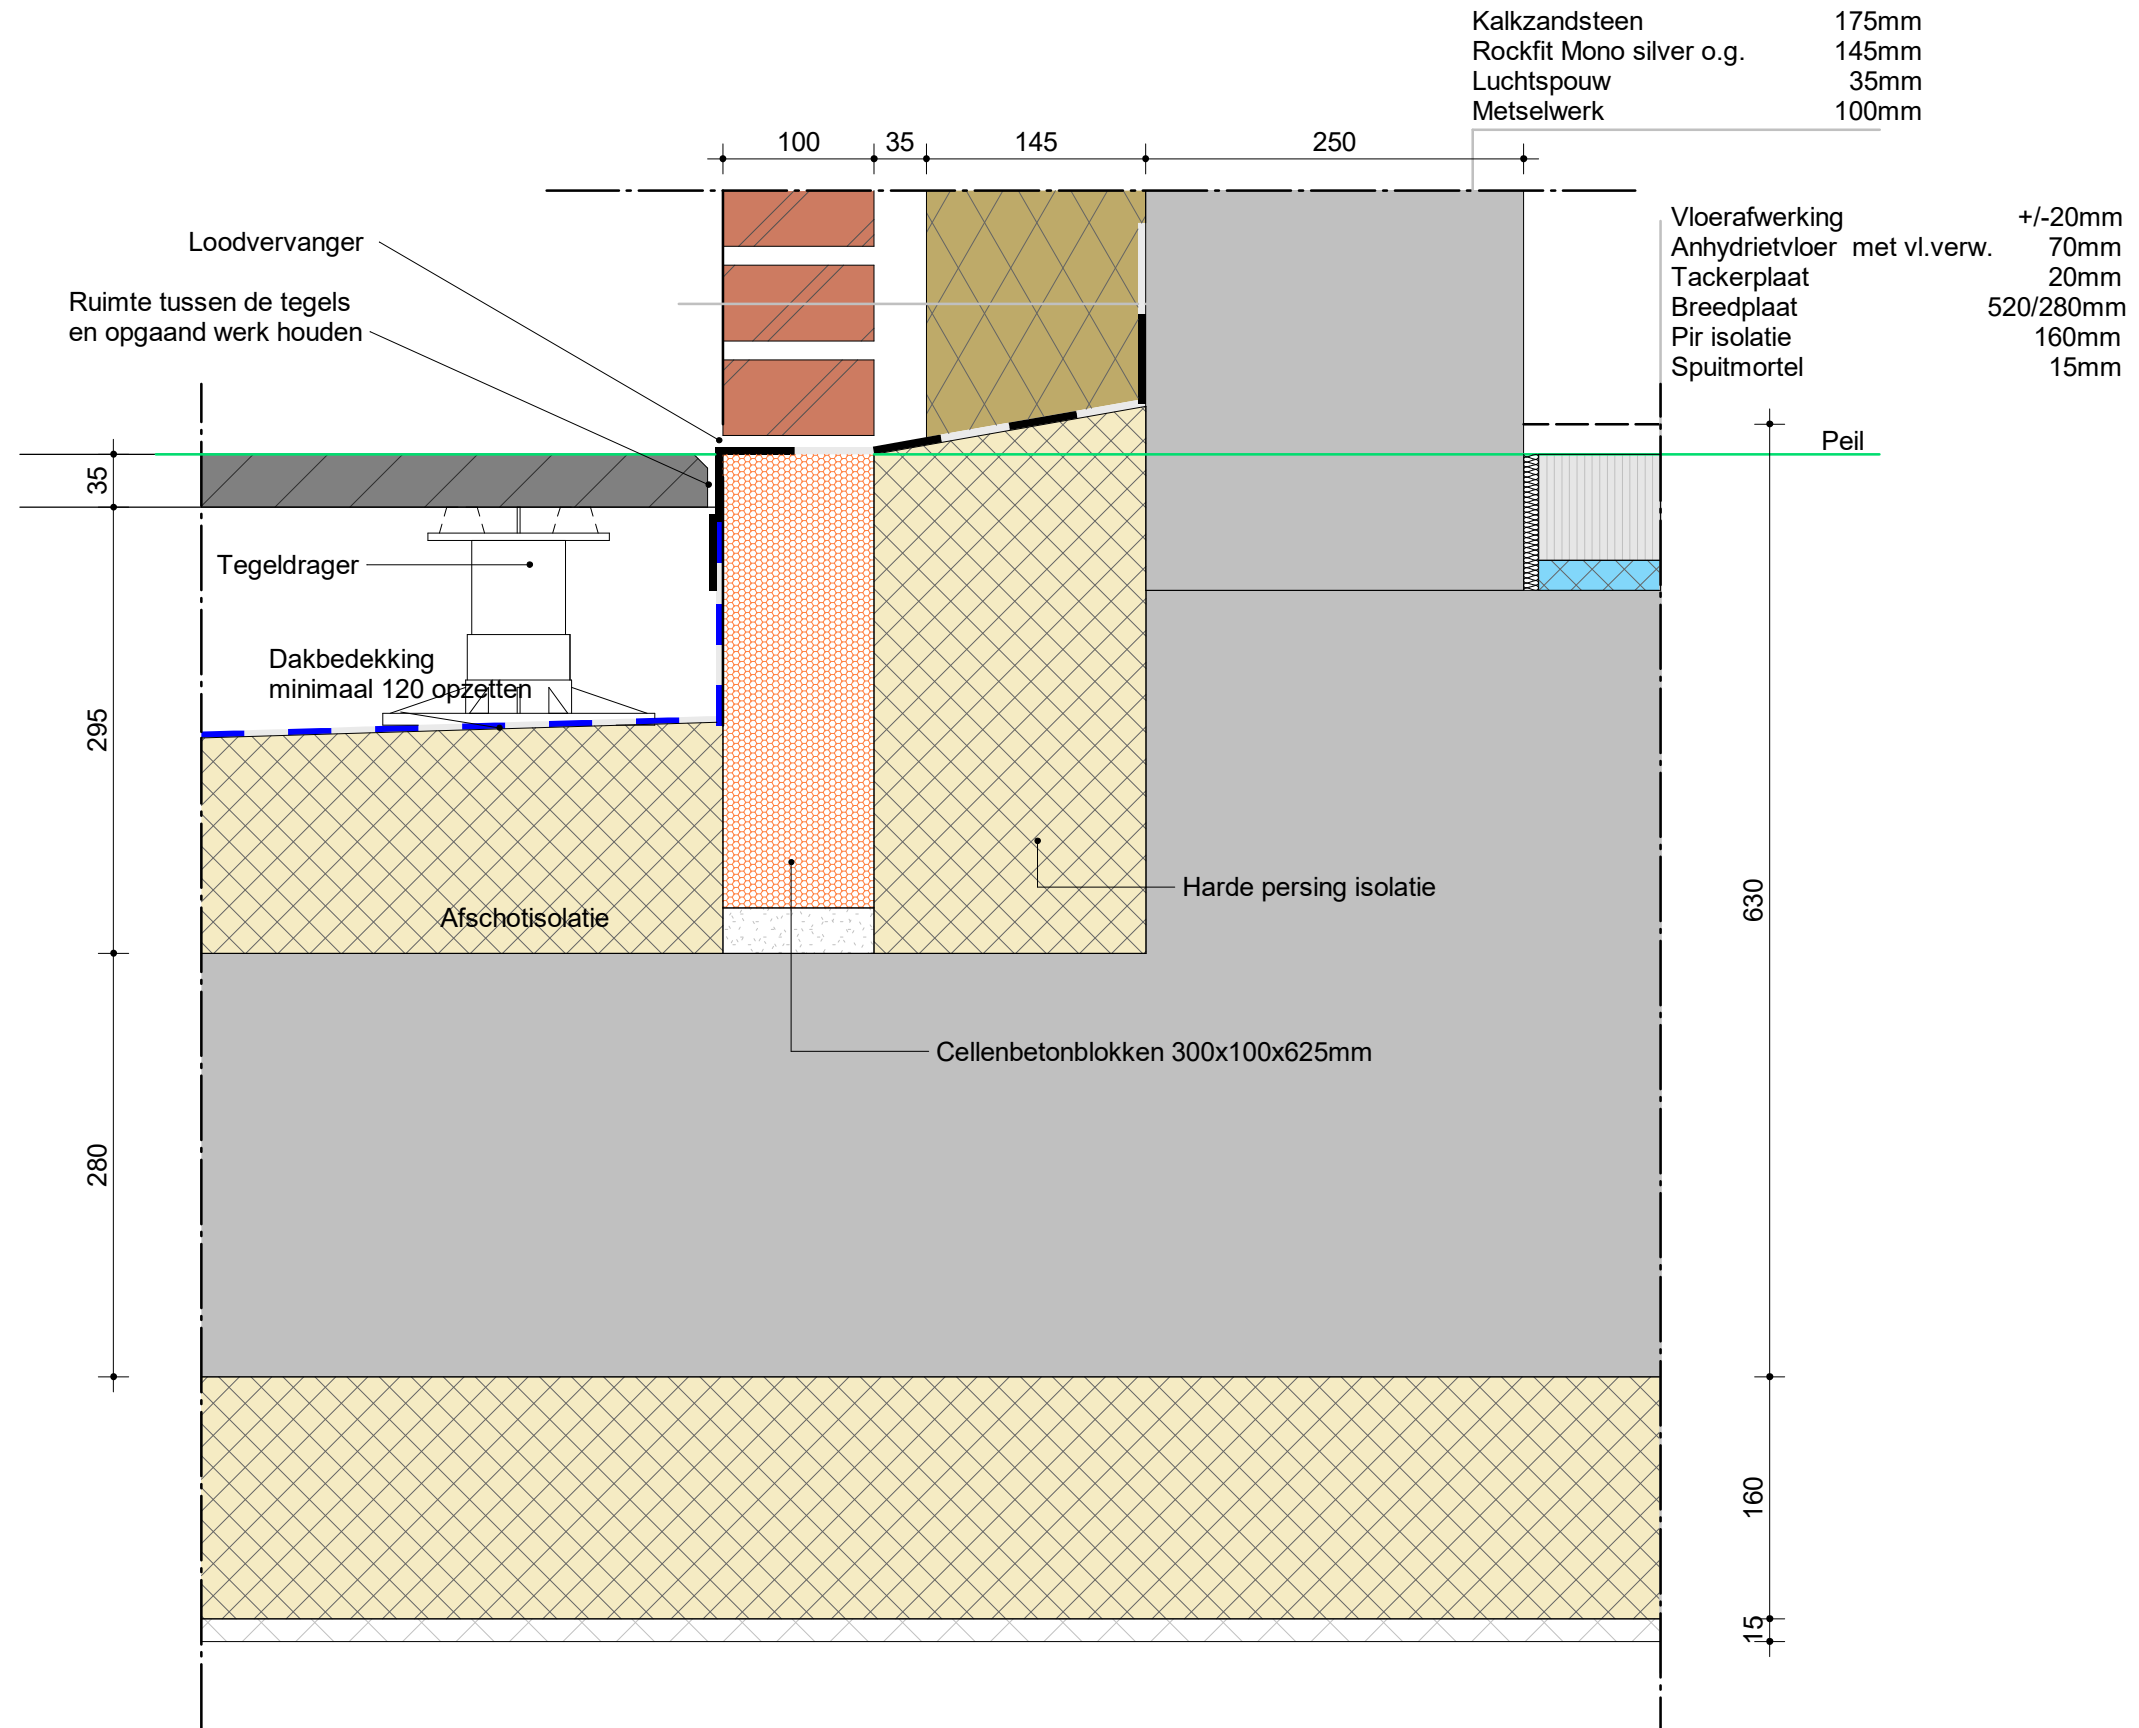 Kalkzandsteen 175mm
Rockfit Mono silver o.g. 145mm
Luchtspouw 35mm
Metselwerk 100mm
100 35 145 250
Vloerafwerking +/-20mm
Anhydrietvloer met vl.verw. 70mm
Tackerplaat 20mm
Breedplaat 520/280mm
Pir isolatie 160mm
Spuitmortel 15mm
Loodvervanger
Ruimte tussen de tegels
en opgaand werk houden
Peil
35
Tegeldrager
Dakbedekking
minimaal 120 opzetten
295
Harde persing isolatie
630
Afschotisolatie
Cellenbetonblokken 300x100x625mm
280
160
15